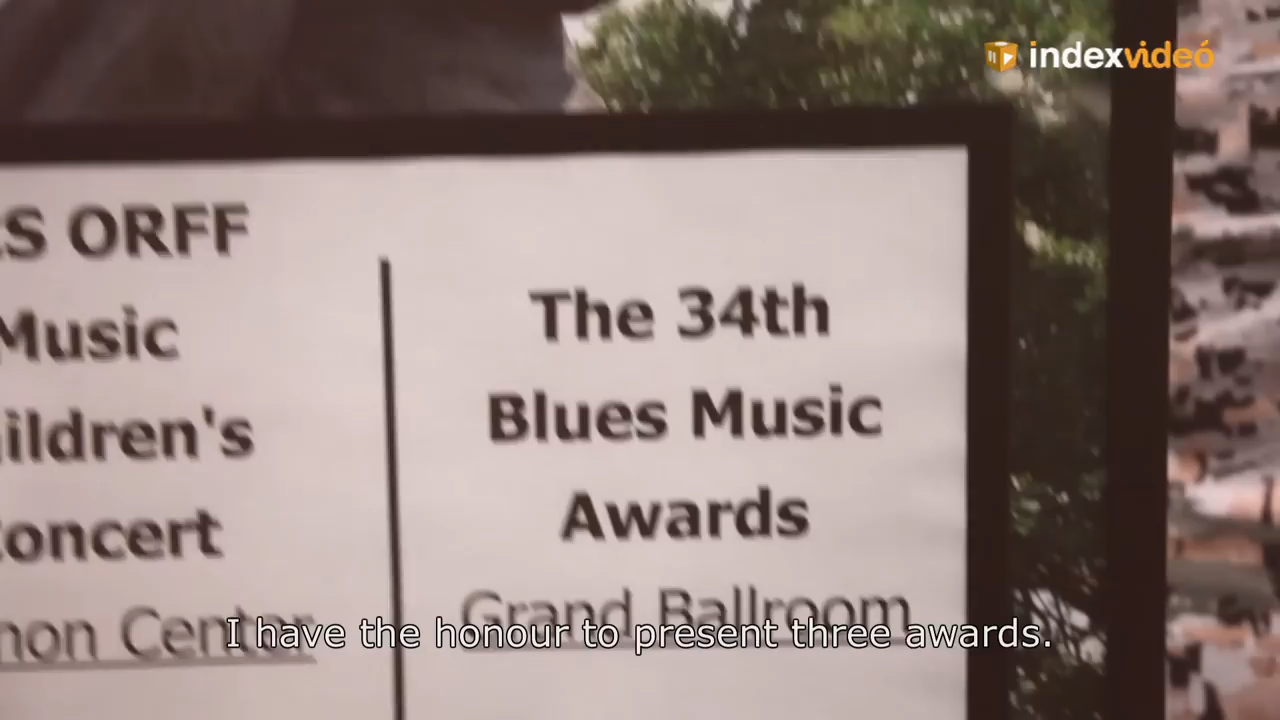 indexvideó
S ORFF
Music
ildren's
oncert
non Center
The 34th
Blues Music
Awards
Grand Ballroom
I have the honour to present three awards.